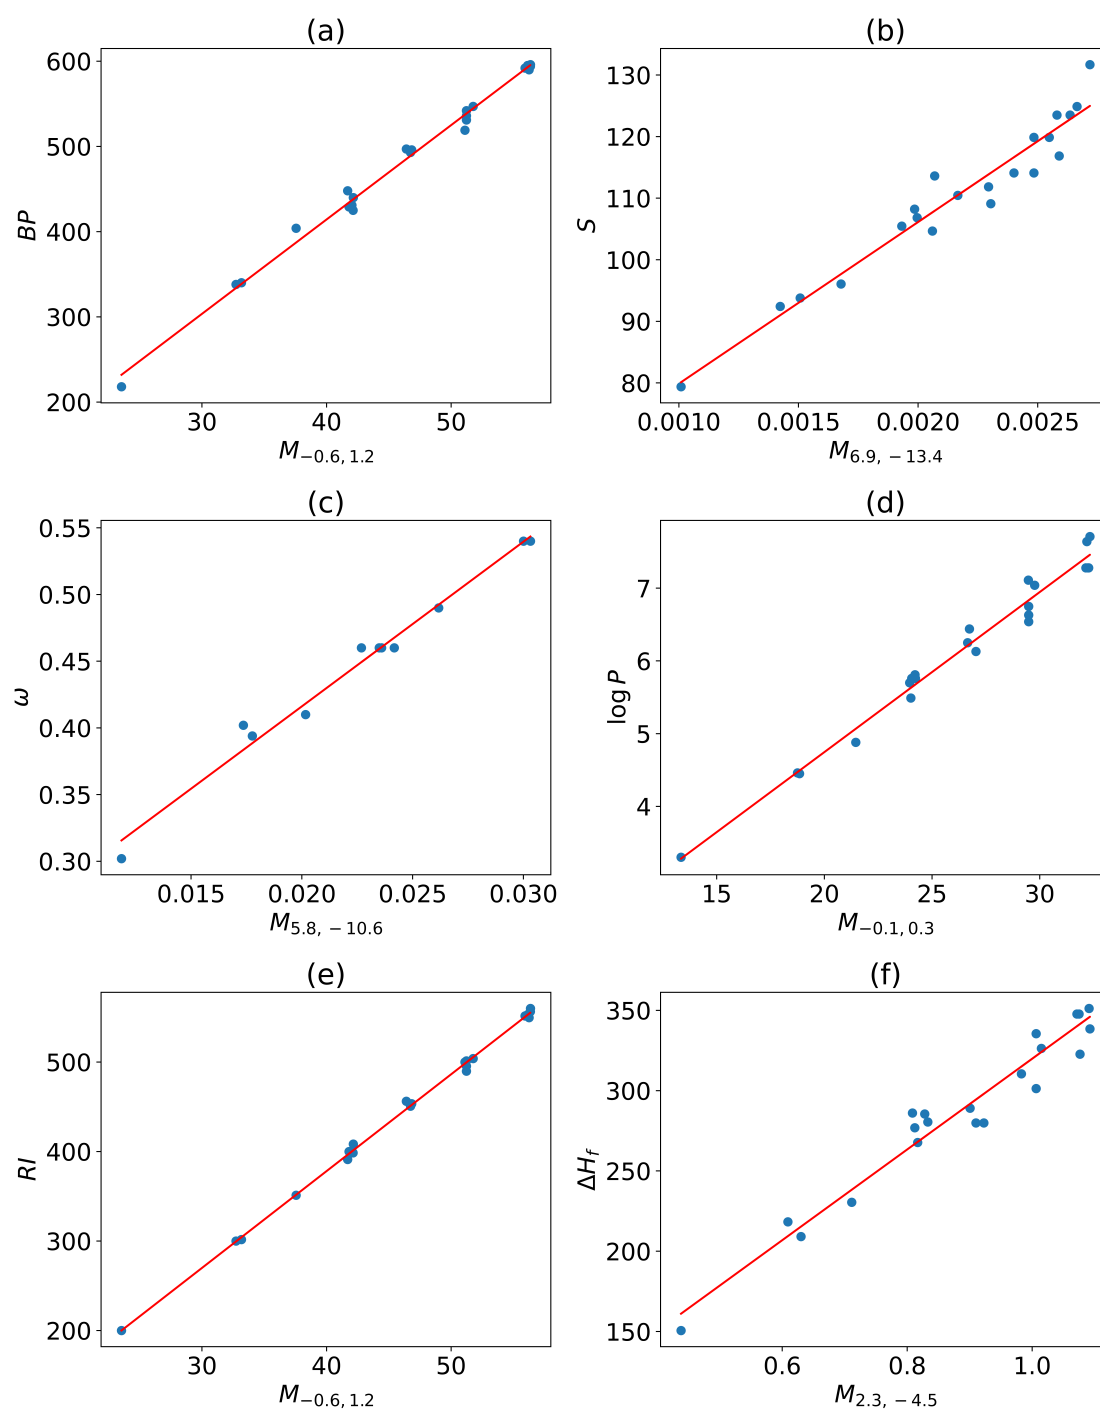 (a)
600
500
400
300
200
BP
30 40 50
M−0.6, 1.2
(b)
130
120
110
100
90
80
S
0.0010 0.0015 0.0020 0.0025
M6.9, −13.4
(c)
0.55
0.50
0.45
0.40
0.35
0.30
ω
0.015 0.020 0.025 0.030
M5.8, −10.6
(d)
7
6
5
4
log P
15 20 25 30
M−0.1, 0.3
(e)
500
400
300
200
RI
30 40 50
M−0.6, 1.2
(f)
350
300
250
200
150
ΔHf
0.6 0.8 1.0
M2.3, −4.5